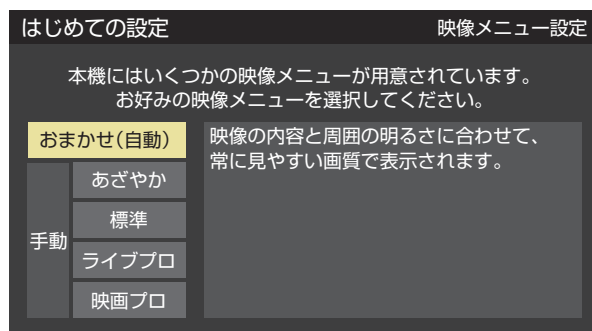 はじめての設定
映像メニュー設定
本機にはいくつかの映像メニューが用意されています。
お好みの映像メニューを選択してください。
おまかせ(自動)
手動
あざやか
標準
ライブプロ
映画プロ
映像の内容と周囲の明るさに合わせて、
常に見やすい画質で表示されます。